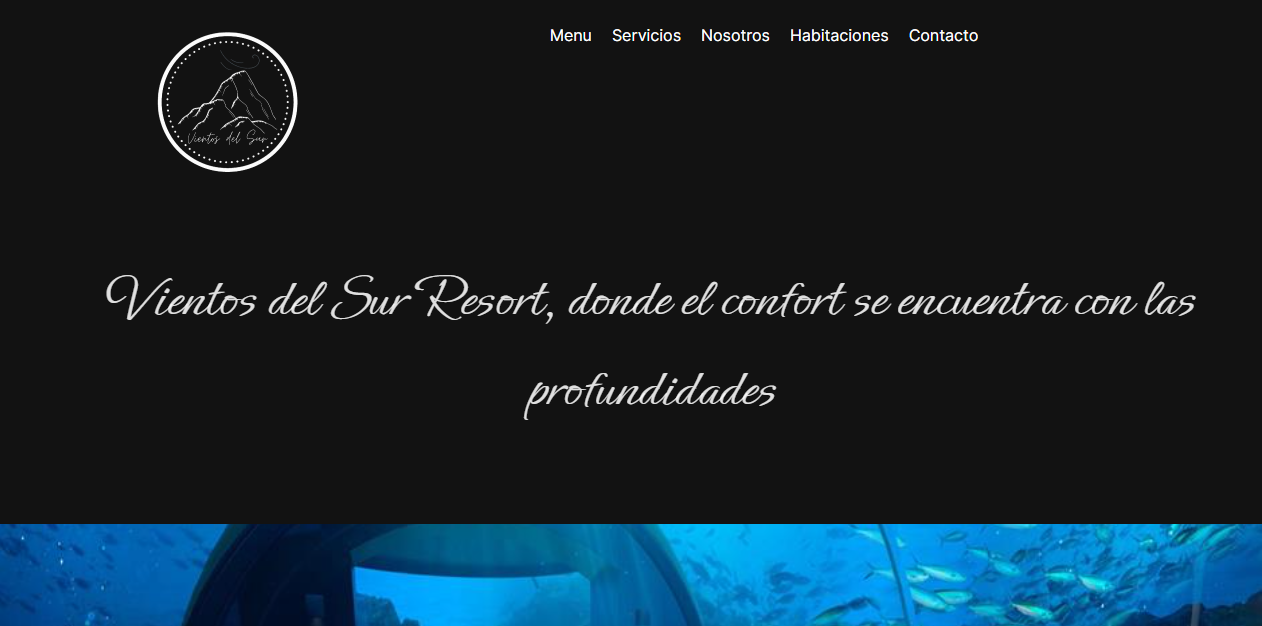 Menu Servicios Nosotros Habitaciones Contacto
Vientos del Sur
Vientos del Sur Resort, donde el confort se encuentra con las
profundidades